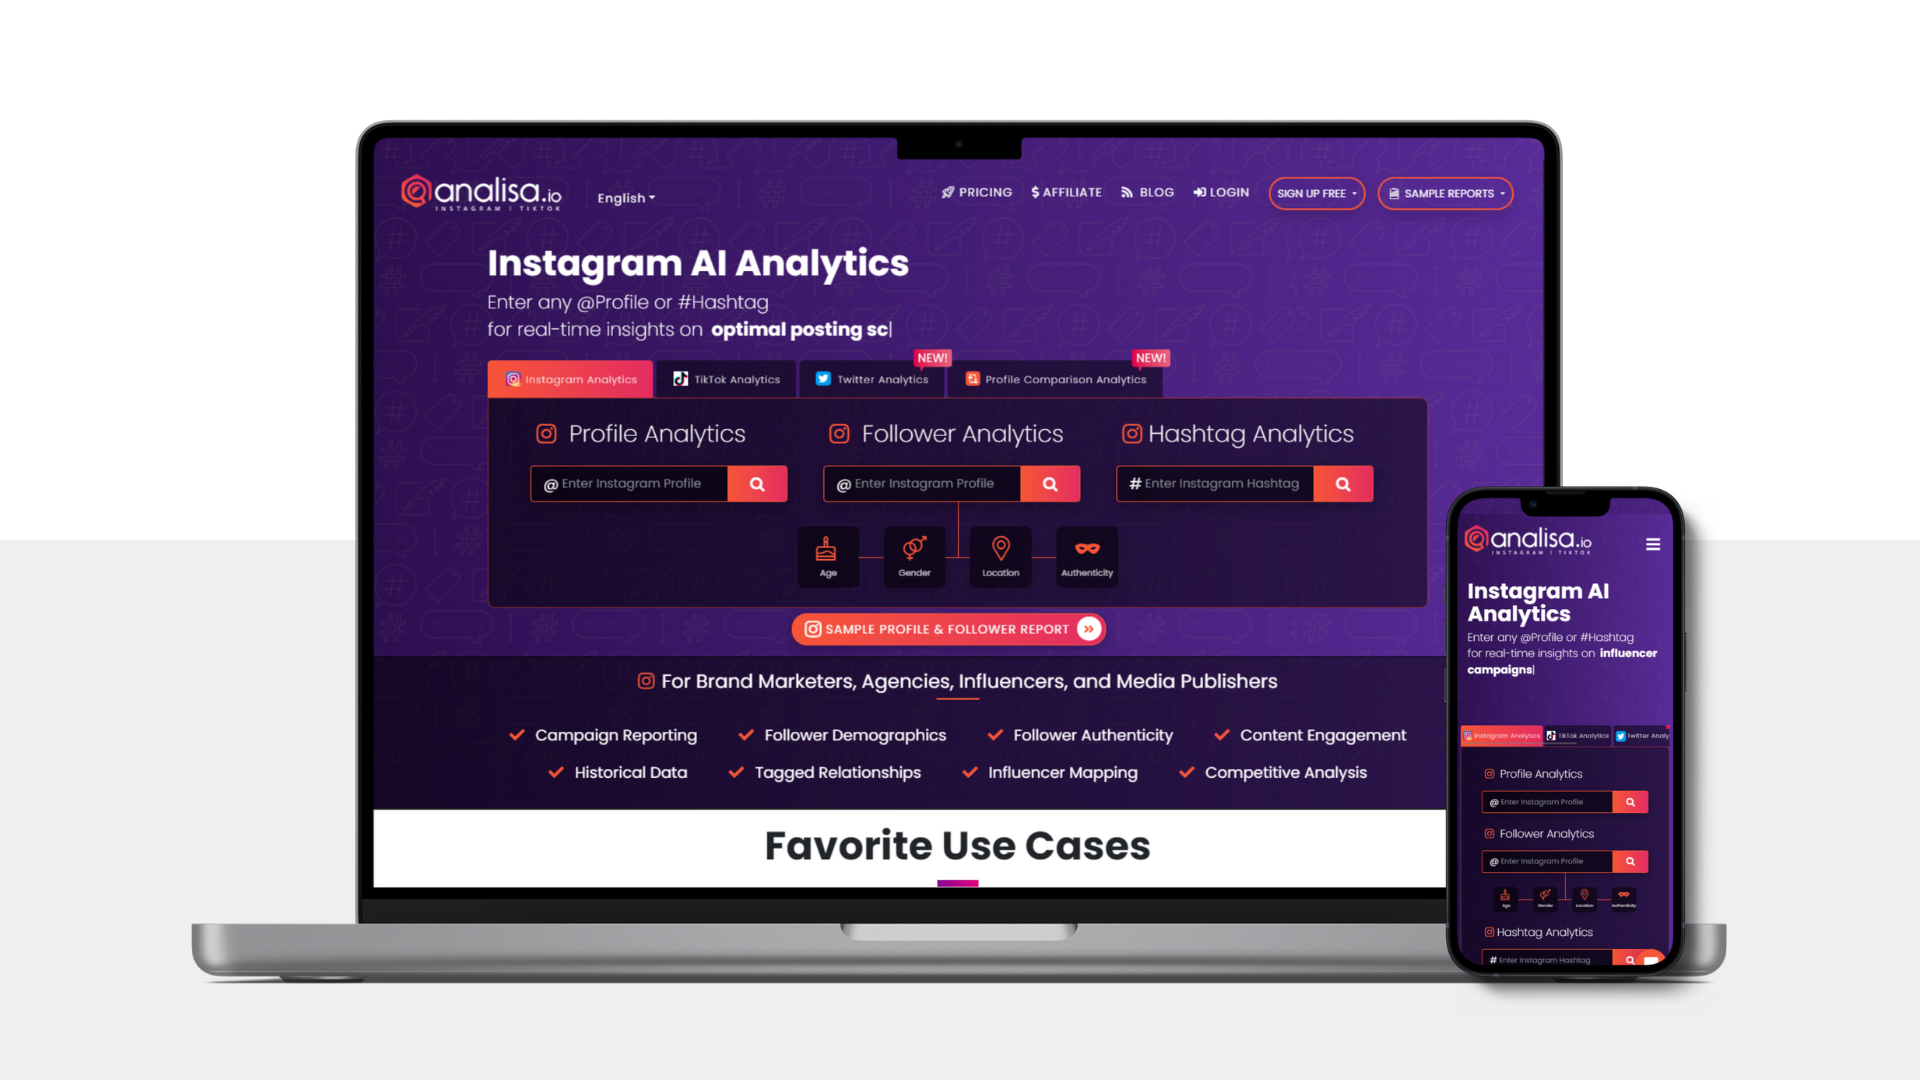 analisa.io
INSTAGRAM | TIKTOK
English
PRICING
$ AFFILIATE
BLOG
LOGIN
SIGN UP FREE
SAMPLE REPORTS
Instagram AI Analytics
Enter any @Profile or #Hashtag
for real-time insights on optimal posting sc|
NEW!
NEW!
Instagram Analytics
TikTok Analytics
Twitter Analytics
Profile Comparison Analytics
Profile Analytics
Follower Analytics
Hashtag Analytics
@ Enter Instagram Profile
@ Enter Instagram Profile
# Enter Instagram Hashtag
Age
Gender
Location
Authenticity
SAMPLE PROFILE & FOLLOWER REPORT
For Brand Marketers, Agencies, Influencers, and Media Publishers
Campaign Reporting
Follower Demographics
Follower Authenticity
Content Engagement
Historical Data
Tagged Relationships
Influencer Mapping
Competitive Analysis
Favorite Use Cases
analisa.io
INSTAGRAM | TIKTOK
Instagram AI
Analytics
Enter any @Profile or #Hashtag
for real-time insights on influencer
campaigns|
Instagram Analytics
TikTok Analytics
Twitter Analy
Profile Analytics
@ Enter Instagram Profile
Follower Analytics
@ Enter Instagram Profile
Age
Gender
Location
Authenticity
Hashtag Analytics
# Enter Instagram Hashtag